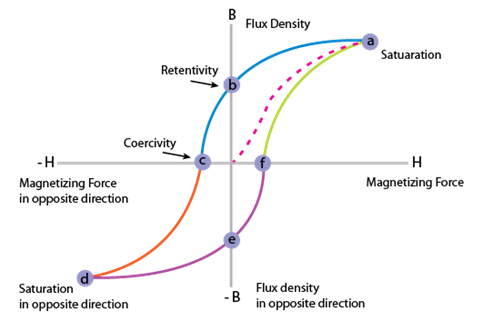 B
Flux Density
a
Satuaration
Retentivity
b
Coercivity
- H
c
f
H
Magnetizing Force
in opposite direction
Magnetizing Force
e
d
Saturation
in opposite direction
- B
Flux density
in opposite direction